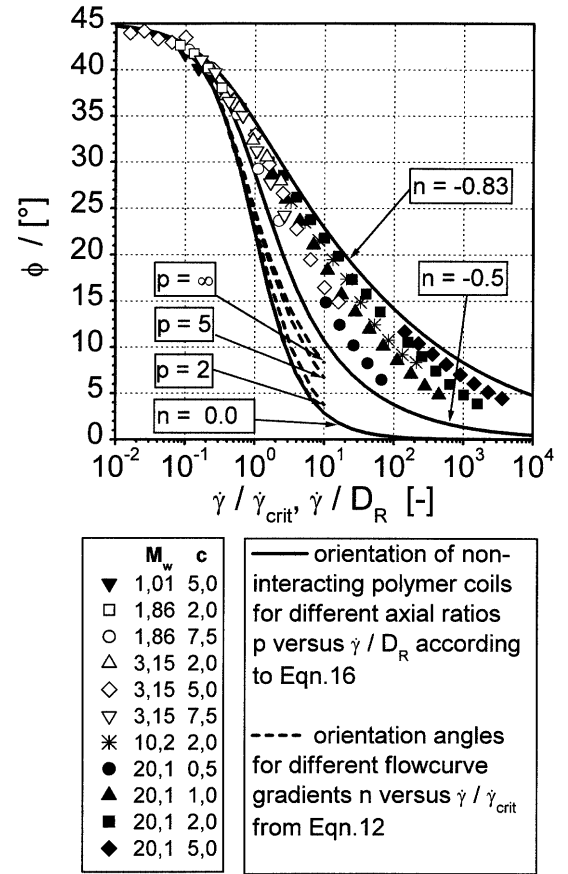 45
40
35
30
25
20
15
10
5
0
ϕ / [°]
n = -0.83
n = -0.5
p = ∞
p = 5
p = 2
n = 0.0
10⁻² 10⁻¹ 10⁰ 10¹ 10² 10³ 10⁴
γ̇ / γ̇crit, γ̇ / D_R [-]
M_w c
▼ 1,01 5,0
□ 1,86 2,0
○ 1,86 7,5
△ 3,15 2,0
◇ 3,15 5,0
▽ 3,15 7,5
✳ 10,2 2,0
● 20,1 0,5
▲ 20,1 1,0
■ 20,1 2,0
◆ 20,1 5,0
orientation of non-
interacting polymer coils
for different axial ratios
p versus γ̇ / D_R according
to Eqn.16
orientation angles
for different flowcurve
gradients n versus γ̇ / γ̇crit
from Eqn.12